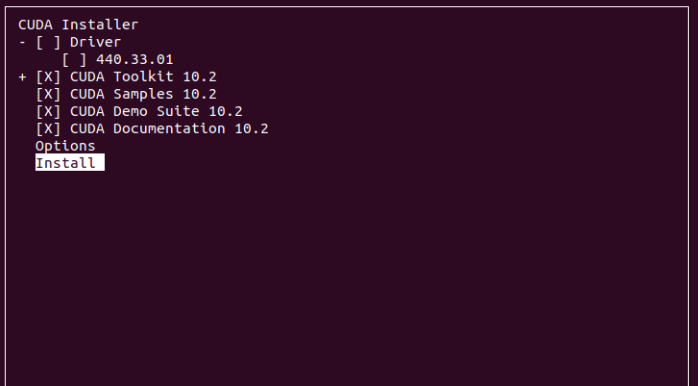 CUDA Installer
- [ ] Driver
[ ] 440.33.01
+ [X] CUDA Toolkit 10.2
[X] CUDA Samples 10.2
[X] CUDA Demo Suite 10.2
[X] CUDA Documentation 10.2
Options
Install